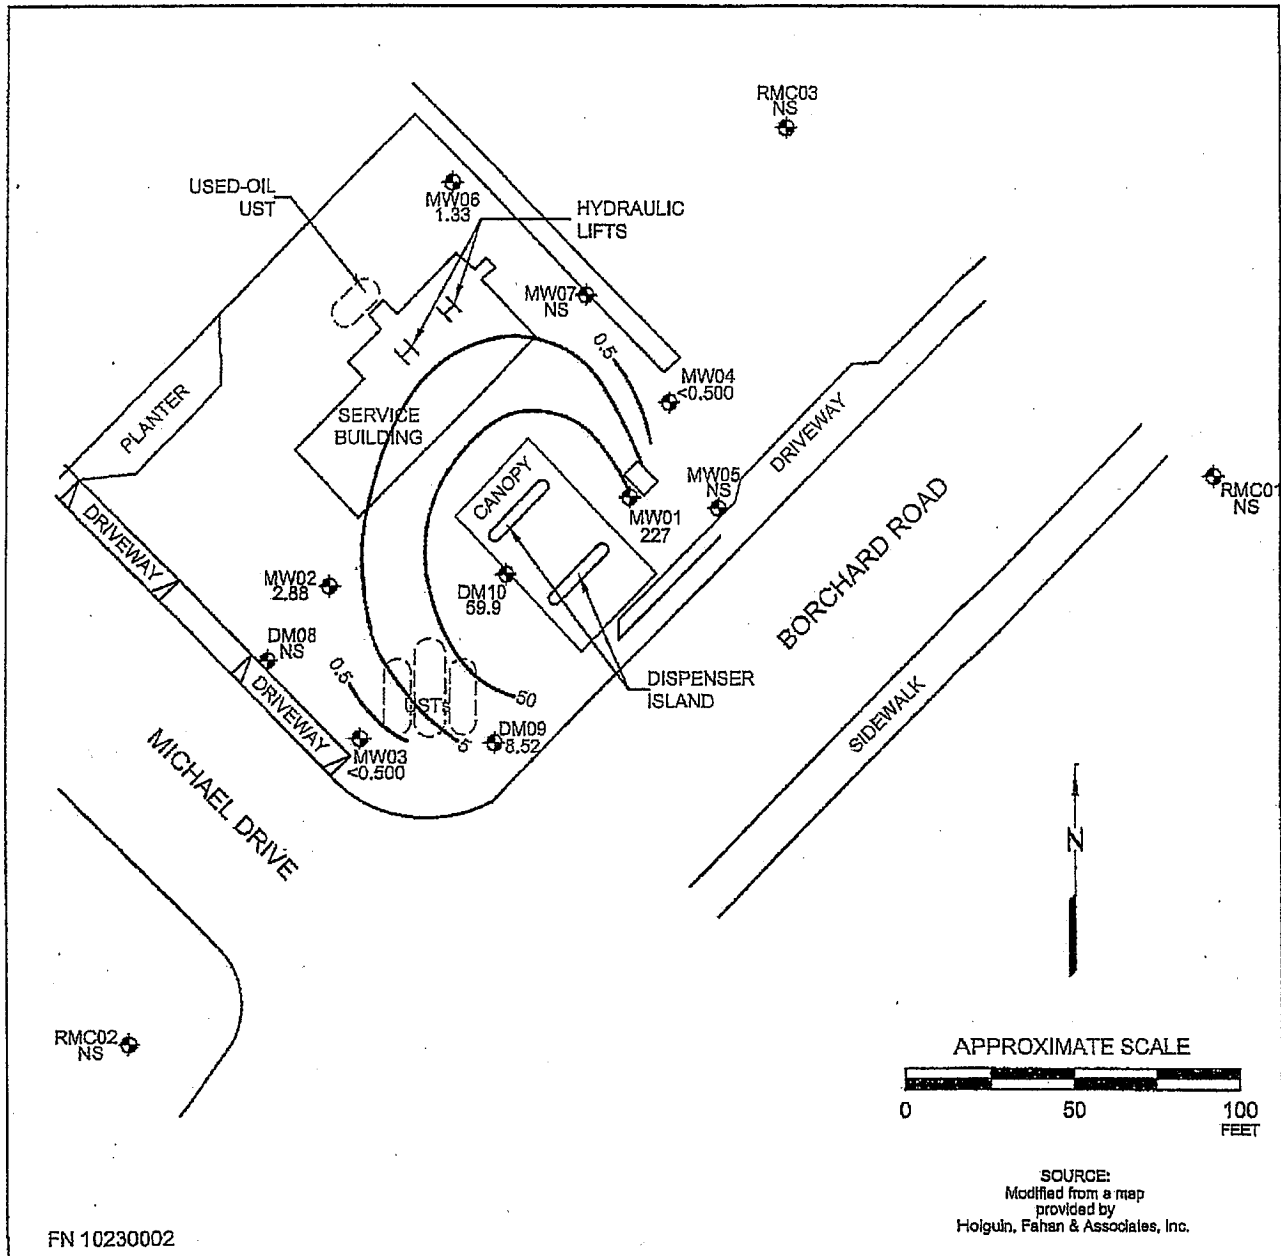 RMC03
NS
USED-OIL
UST
MW06
1.33
HYDRAULIC
LIFTS
MW07
NS
0.5
MW04
<0.500
PLANTER
SERVICE
BUILDING
CANOPY
DRIVEWAY
MW05
NS
RMC01
NS
MW01
227
BORCHARD ROAD
DRIVEWAY
MW02
2.88
DM10
59.9
DM08
NS
0.5
DRIVEWAY
50
DISPENSER
ISLAND
5
DM09
8.52
MW03
<0.500
SIDEWALK
MICHAEL DRIVE
N
RMC02
NS
APPROXIMATE SCALE
0 50 100
FEET
SOURCE:
Modified from a map
provided by
Holguin, Fahan & Associates, Inc.
FN 10230002